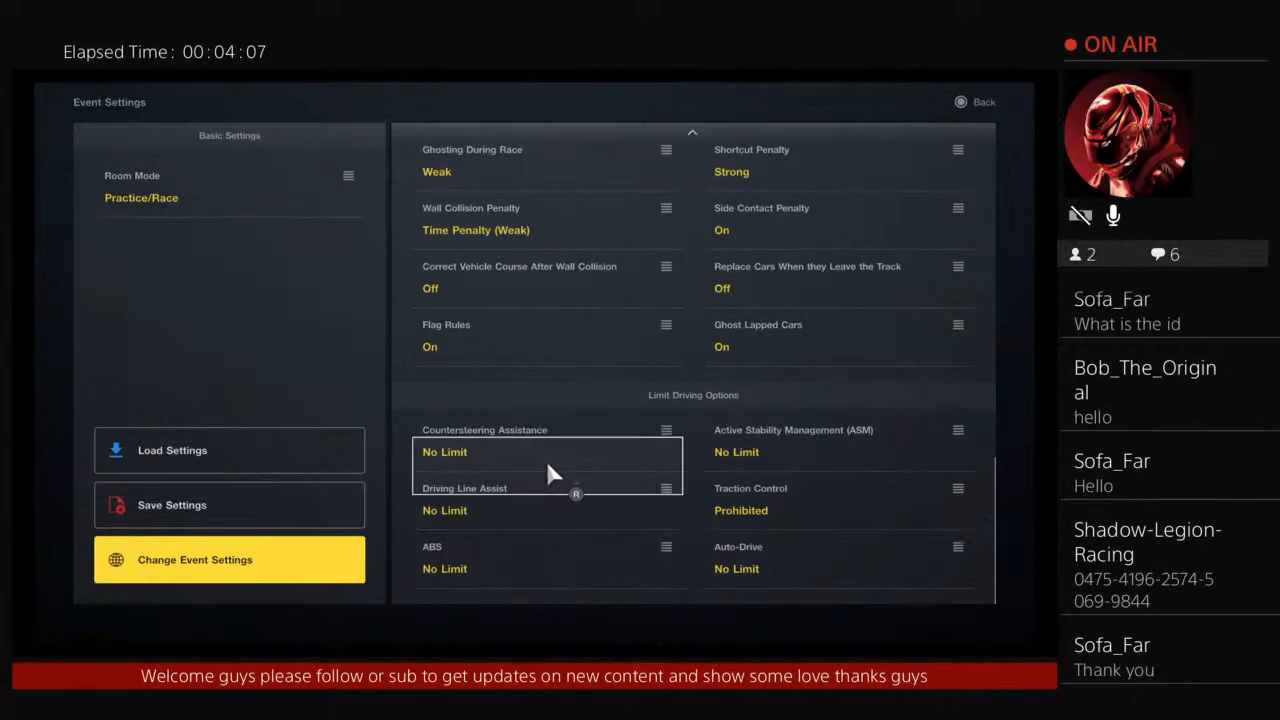 Elapsed Time: 00:04:07
ON AIR
Event Settings
Back
Basic Settings
Room Mode
Practice/Race
Load Settings
Save Settings
Change Event Settings
Ghosting During Race
Weak
Shortcut Penalty
Strong
Wall Collision Penalty
Time Penalty (Weak)
Side Contact Penalty
On
Correct Vehicle Course After Wall Collision
Off
Replace Cars When they Leave the Track
Off
Flag Rules
On
Ghost Lapped Cars
On
Limit Driving Options
Countersteering Assistance
No Limit
Active Stability Management (ASM)
No Limit
Driving Line Assist
No Limit
R
Traction Control
Prohibited
ABS
No Limit
Auto-Drive
No Limit
2
6
Sofa_Far
What is the id
Bob_The_Origin
al
hello
Sofa_Far
Hello
Shadow-Legion-
Racing
0475-4196-2574-5
069-9844
Sofa_Far
Thank you
Welcome guys please follow or sub to get updates on new content and show some love thanks guys